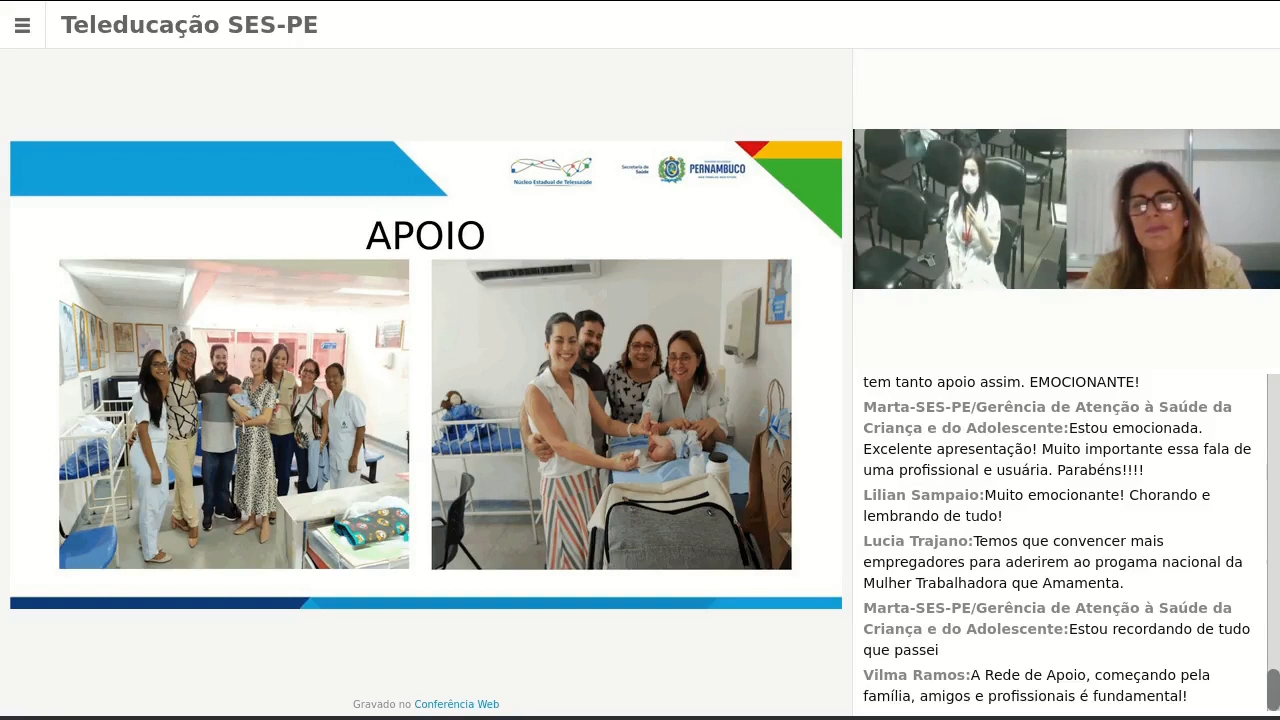 Teleducação SES-PE
Núcleo Estadual de Telessaúde
Secretaria de
Saúde
PERNAMBUCO
APOIO
tem tanto apoio assim. EMOCIONANTE!
Marta-SES-PE/Gerência de Atenção à Saúde da
Criança e do Adolescente:Estou emocionada.
Excelente apresentação! Muito importante essa fala de
uma profissional e usuária. Parabéns!!!!
Lilian Sampaio:Muito emocionante! Chorando e
lembrando de tudo!
Lucia Trajano:Temos que convencer mais
empregadores para aderirem ao progama nacional da
Mulher Trabalhadora que Amamenta.
Marta-SES-PE/Gerência de Atenção à Saúde da
Criança e do Adolescente:Estou recordando de tudo
que passei
Vilma Ramos:A Rede de Apoio, começando pela
família, amigos e profissionais é fundamental!
Gravado no Conferência Web